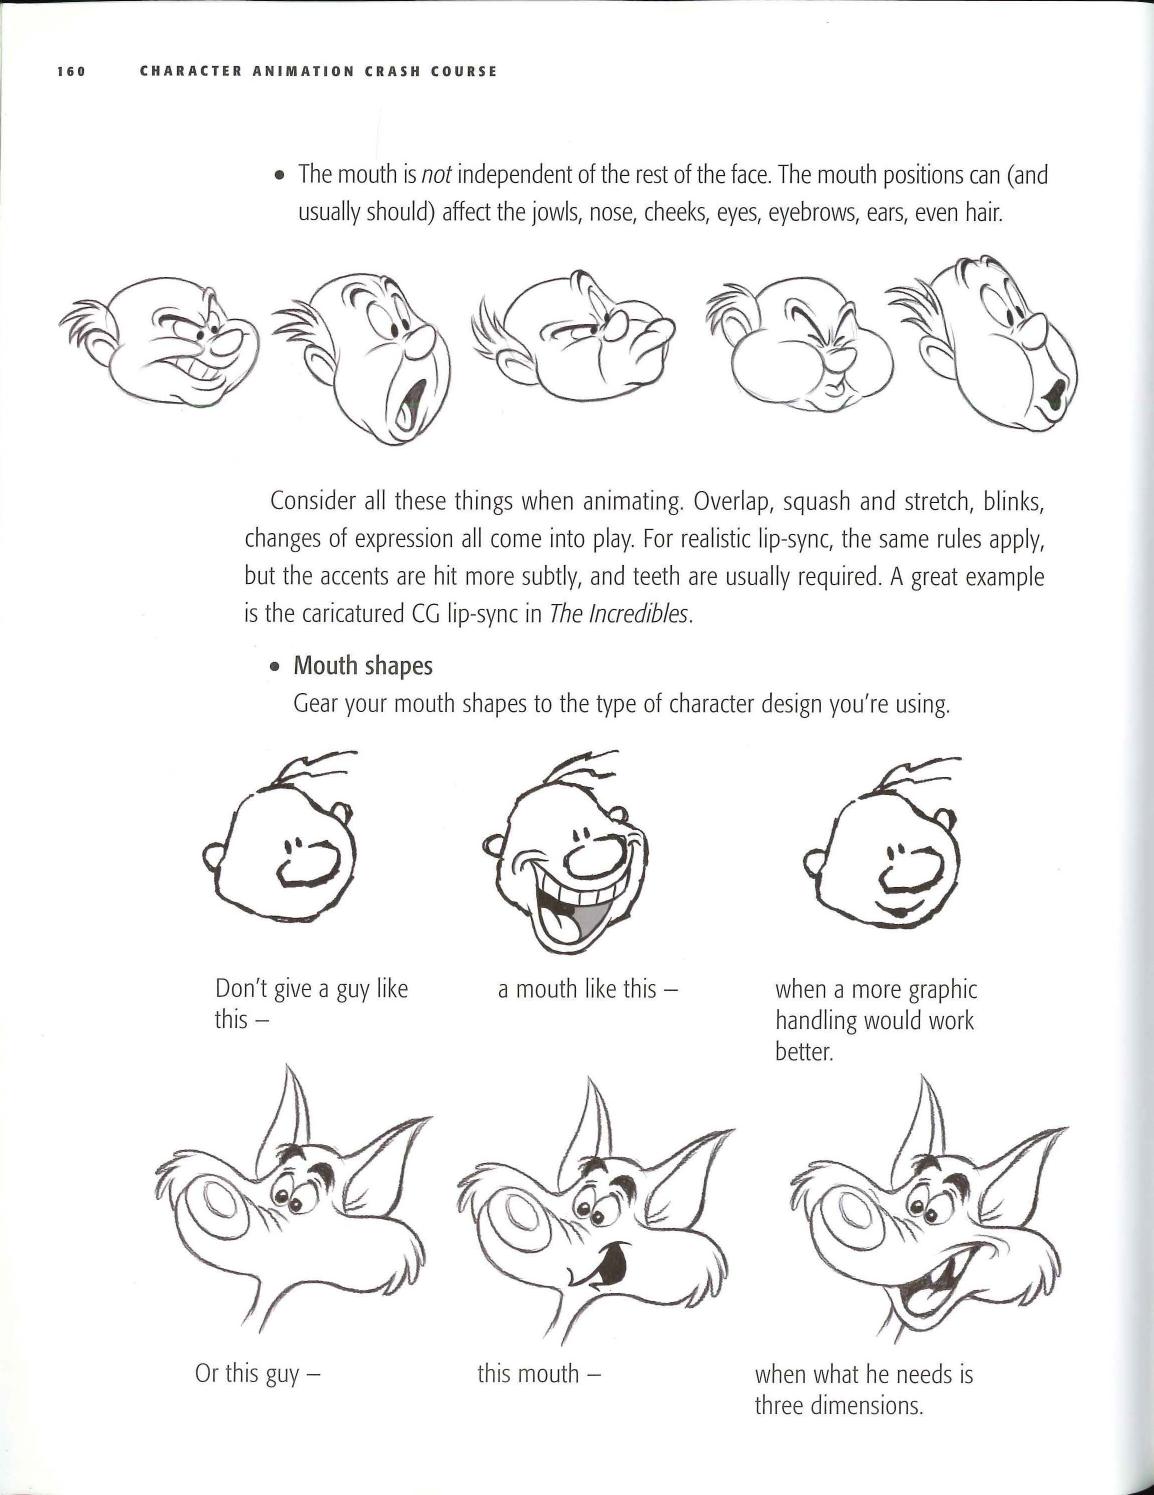 160 CHARACTER ANIMATION CRASH COURSE
• The mouth is not independent of the rest of the face. The mouth positions can (and
usually should) affect the jowls, nose, cheeks, eyes, eyebrows, ears, even hair.
Consider all these things when animating. Overlap, squash and stretch, blinks,
changes of expression all come into play. For realistic lip-sync, the same rules apply,
but the accents are hit more subtly, and teeth are usually required. A great example
is the caricatured CG lip-sync in The Incredibles.
• Mouth shapes
Gear your mouth shapes to the type of character design you're using.
Don't give a guy like
this –
a mouth like this –
when a more graphic
handling would work
better.
Or this guy –
this mouth –
when what he needs is
three dimensions.